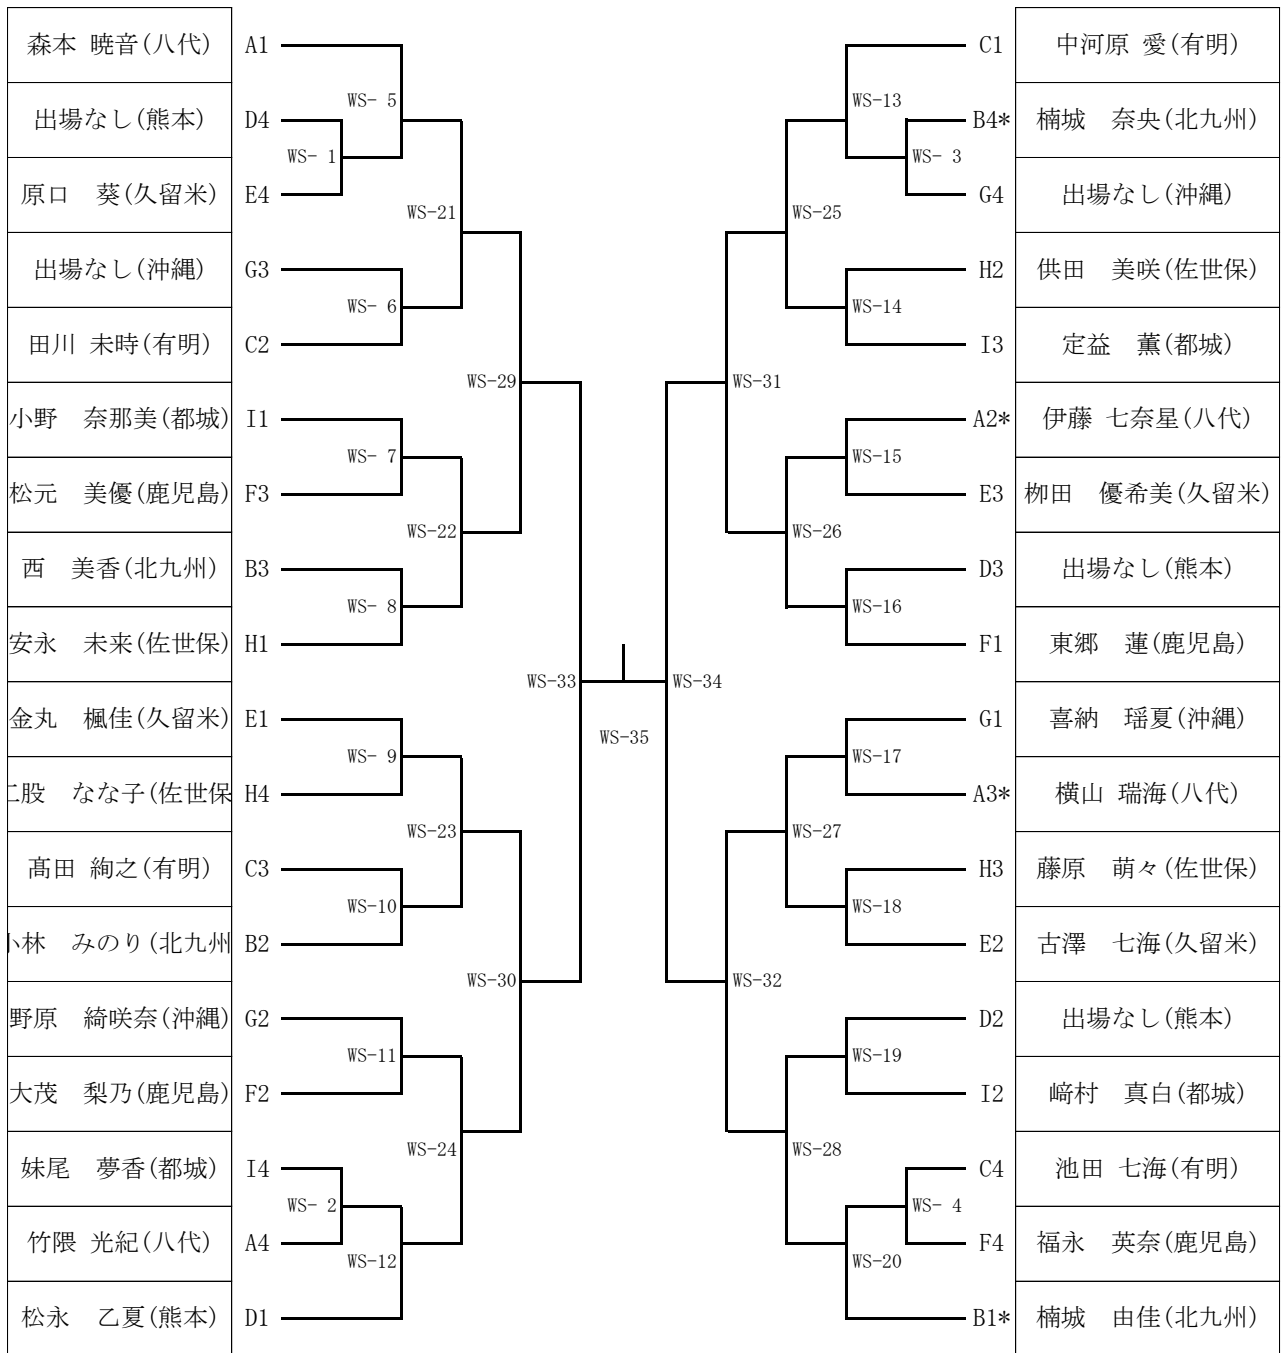 森本 暁音(八代) A1 C1 中河原 愛(有明)
WS- 5 WS-13
出場なし(熊本) D4 B4* 楠城　奈央(北九州)
WS- 1 WS- 3
原口　葵(久留米) E4 G4 出場なし(沖縄)
WS-21 WS-25
出場なし(沖縄) G3 H2 供田　美咲(佐世保)
WS- 6 WS-14
田川 未時(有明) C2 I3 定益　薫(都城)
WS-29 WS-31
小野　奈那美(都城) I1 A2* 伊藤 七奈星(八代)
WS- 7 WS-15
松元　美優(鹿児島) F3 E3 栁田　優希美(久留米)
WS-22 WS-26
西　美香(北九州) B3 D3 出場なし(熊本)
WS- 8 WS-16
安永　未来(佐世保) H1 F1 東郷　蓮(鹿児島)
WS-33 WS-34
金丸　楓佳(久留米) E1 G1 喜納　瑶夏(沖縄)
WS-35
WS- 9 WS-17
二股　なな子(佐世保 H4 A3* 横山 瑞海(八代)
WS-23 WS-27
髙田 絢之(有明) C3 H3 藤原　萌々(佐世保)
WS-10 WS-18
小林　みのり(北九州 B2 E2 古澤　七海(久留米)
WS-30 WS-32
野原　綺咲奈(沖縄) G2 D2 出場なし(熊本)
WS-11 WS-19
大茂　梨乃(鹿児島) F2 I2 﨑村　真白(都城)
WS-24 WS-28
妹尾　夢香(都城) I4 C4 池田 七海(有明)
WS- 2 WS- 4
竹隈 光紀(八代) A4 F4 福永　英奈(鹿児島)
WS-12 WS-20
松永　乙夏(熊本) D1 B1* 楠城　由佳(北九州)